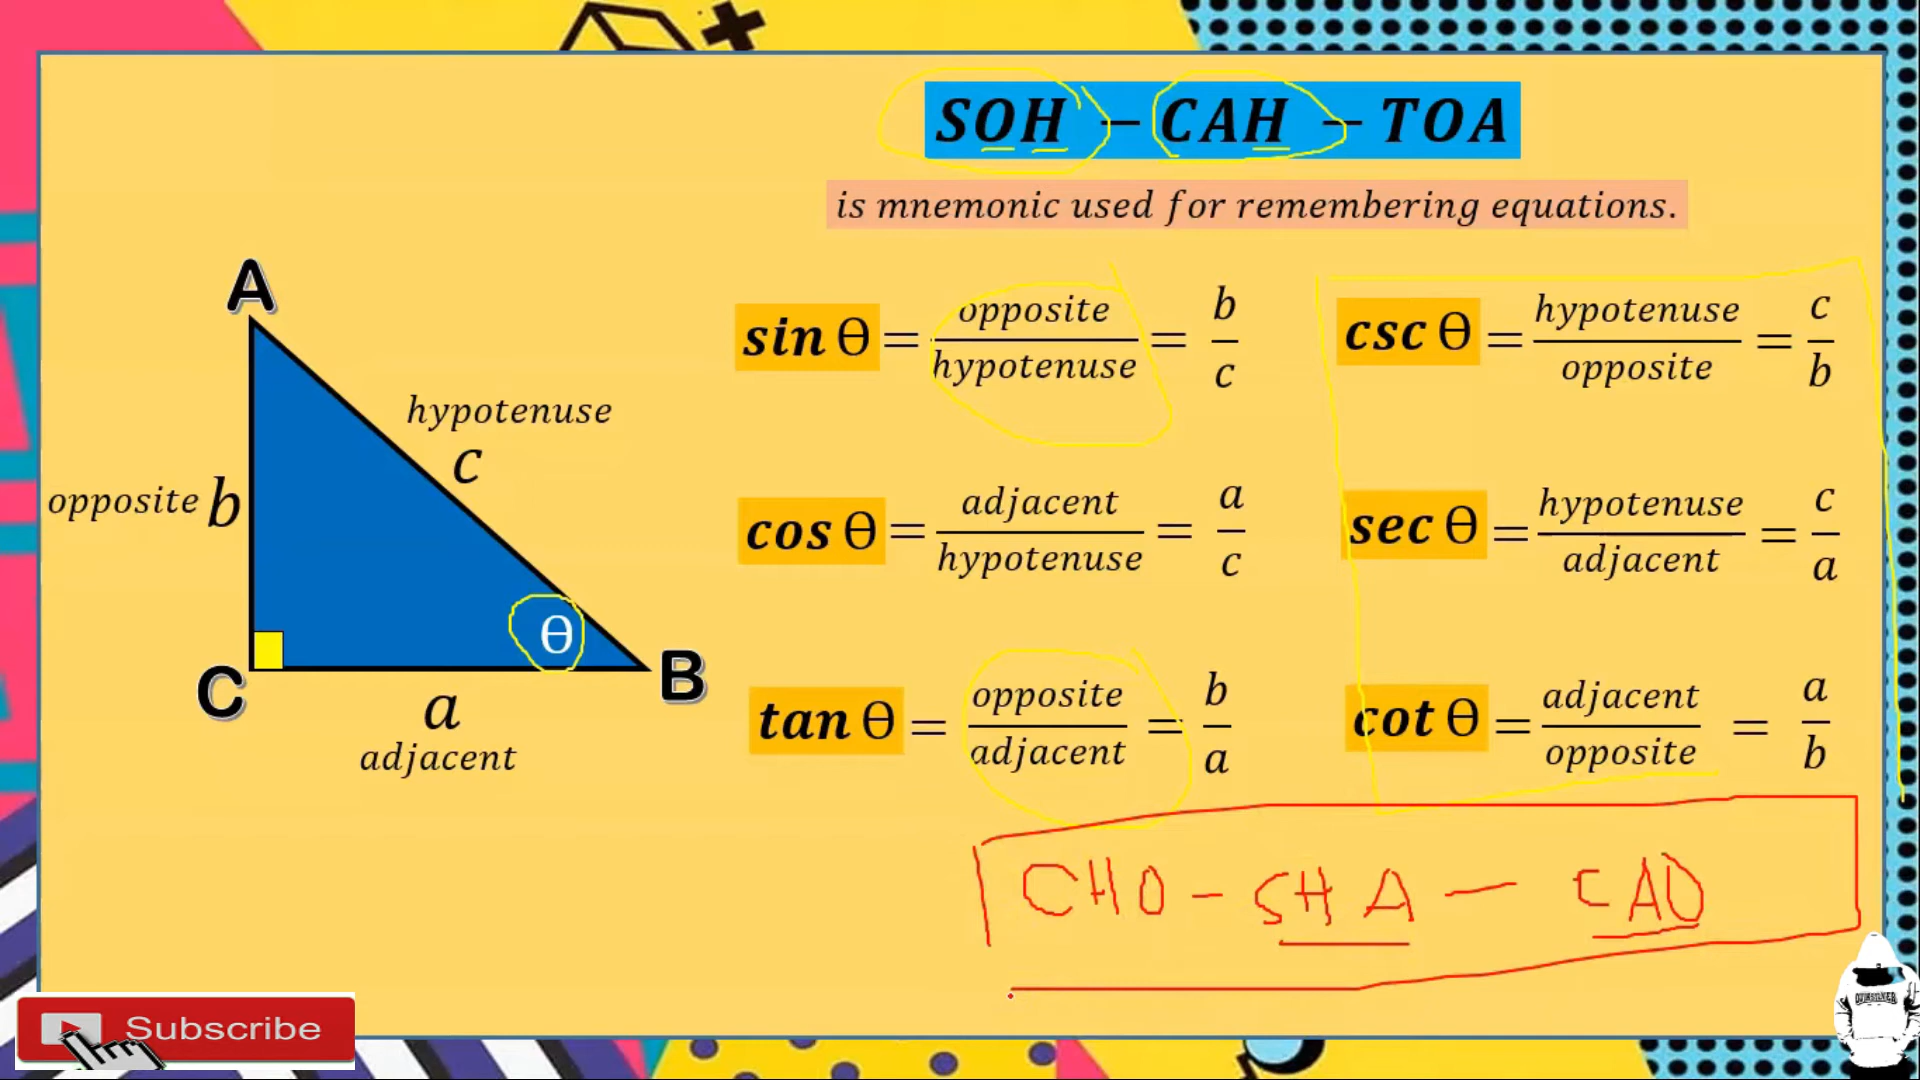 SOH – CAH – TOA
is mnemonic used for remembering equations.
A
hypotenuse
c
opposite b
θ
C
B
a
adjacent
sin θ = opposite/hypotenuse = b/c
csc θ = hypotenuse/opposite = c/b
cos θ = adjacent/hypotenuse = a/c
sec θ = hypotenuse/adjacent = c/a
tan θ = opposite/adjacent = b/a
cot θ = adjacent/opposite = a/b
CHO – SHA – CAO
Subscribe
QUIKSILVER